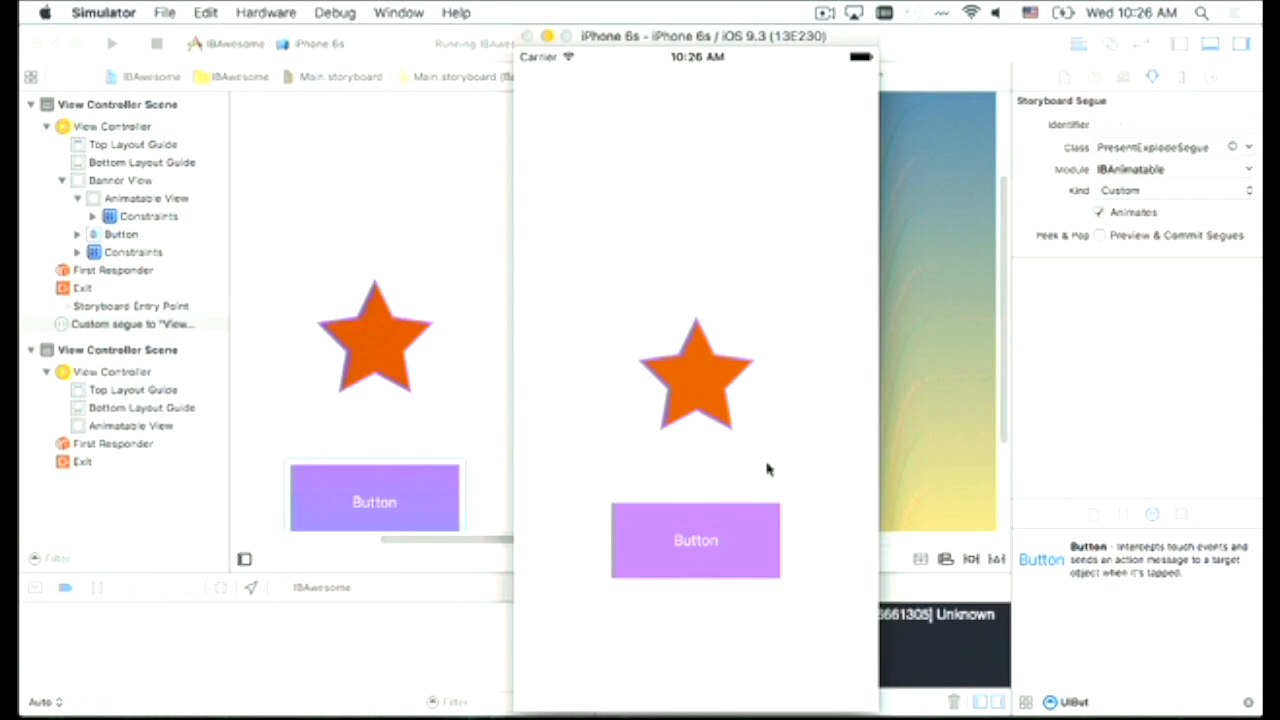 Simulator File Edit Hardware Debug Window Help
Wed 10:26 AM
IBAwesome iPhone 6s
Running IBAwes
iPhone 6s - iPhone 6s / iOS 9.3 (13E230)
Carrier 10:26 AM
IBAwesome IBAwesome Main.storyboard Main.storyboard (Ba
View Controller Scene
View Controller
Top Layout Guide
Bottom Layout Guide
Banner View
Animatable View
Constraints
Button
Constraints
First Responder
Exit
Storyboard Entry Point
Custom segue to "View...
View Controller Scene
View Controller
Top Layout Guide
Bottom Layout Guide
Animatable View
First Responder
Exit
Filter
Button
Button
Storyboard Segue
Identifier
Class PresentExplodeSegue
Module IBAnimatable
Kind Custom
Animates
Peek & Pop Preview & Commit Segues
Button Button - Intercepts touch events and
sends an action message to a target
object when it's tapped.
IBAwesome
5661305] Unknown
Auto
Filter
UIBut